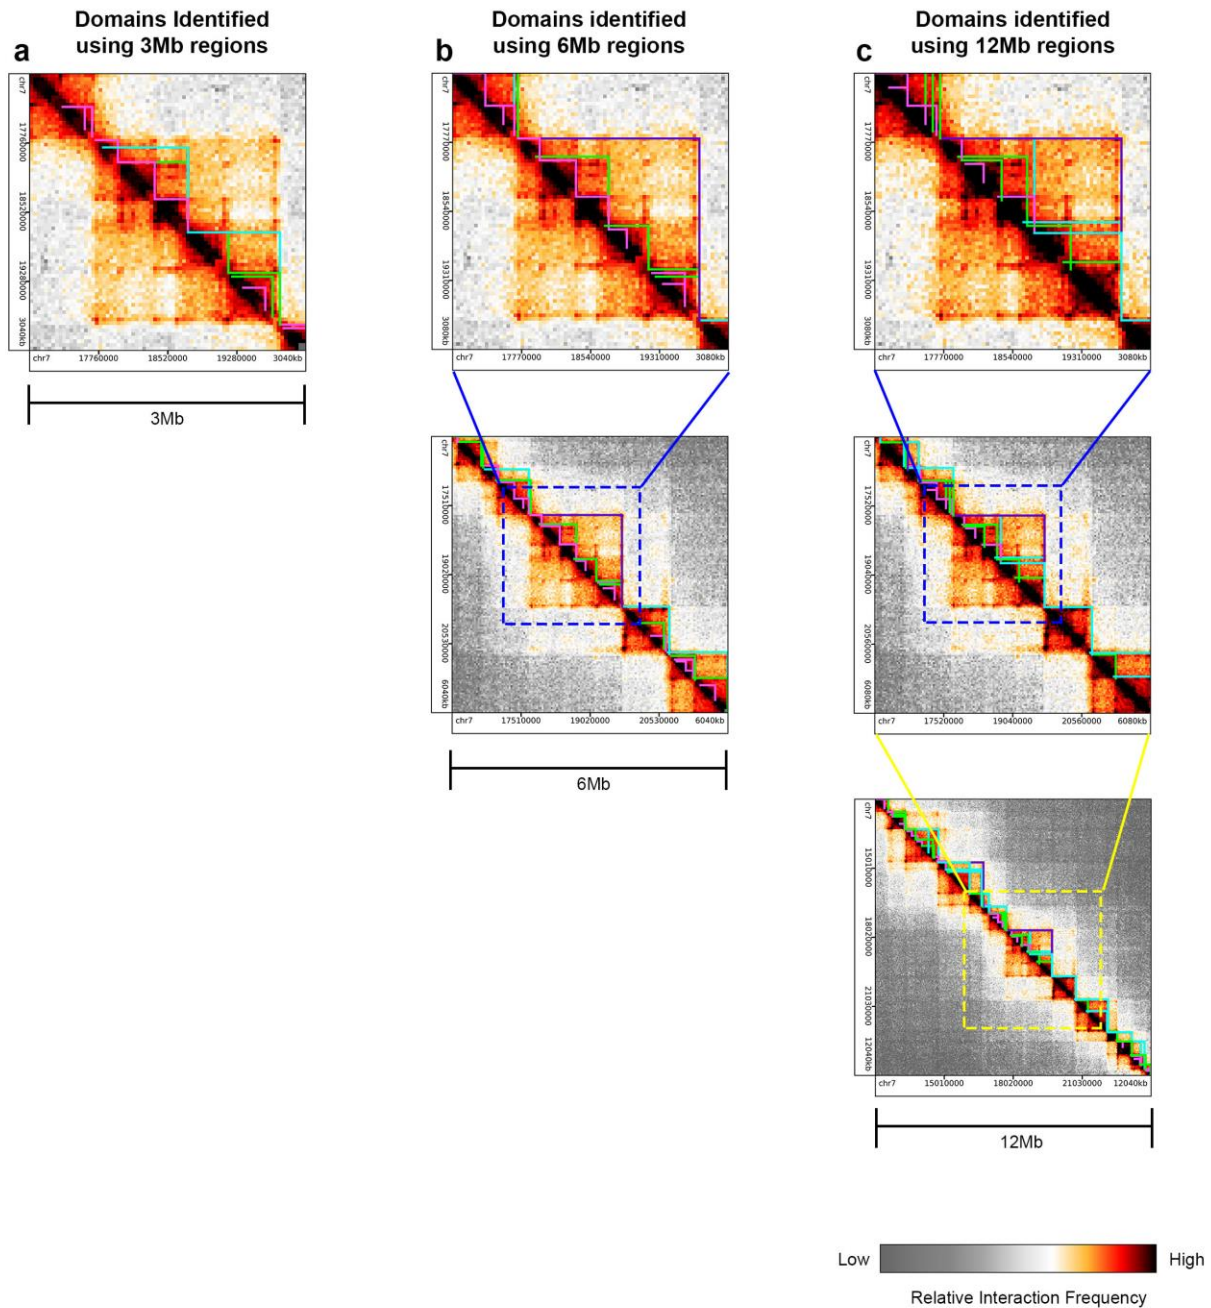 Domains Identified
using 3Mb regions
Domains identified
using 6Mb regions
Domains identified
using 12Mb regions
a
b
c
chr7
17760000
18520000
19280000
3040kb
chr7 17760000 18520000 19280000 3040kb
3Mb
chr7
17770000
18540000
19310000
3080kb
chr7 17770000 18540000 19310000 3080kb
chr7
17770000
18540000
19310000
3080kb
chr7 17770000 18540000 19310000 3080kb
chr7
17510000
19020000
20530000
6040kb
chr7 17510000 19020000 20530000 6040kb
6Mb
chr7
17520000
19040000
20560000
6080kb
chr7 17520000 19040000 20560000 6080kb
chr7
15010000
18020000
21030000
12040kb
chr7 15010000 18020000 21030000 12040kb
12Mb
Low High
Relative Interaction Frequency